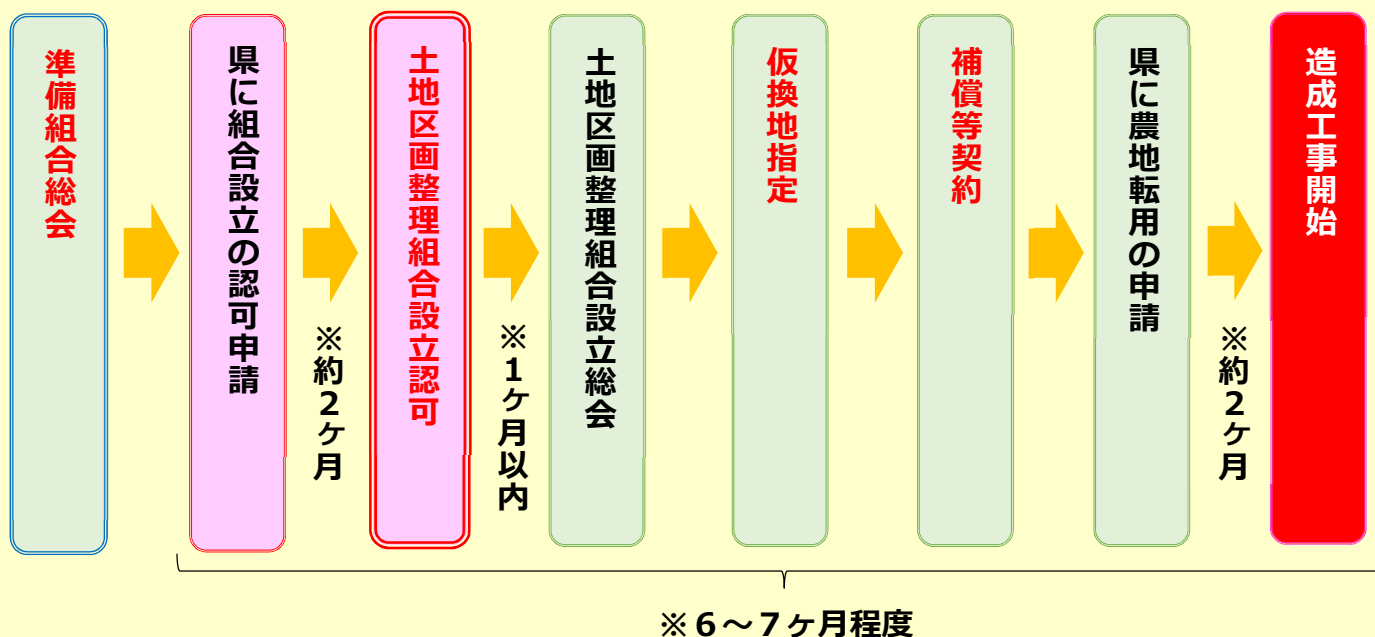 準備組合総会
県に組合設立の認可申請
※約2ヶ月
土地区画整理組合設立認可
※1ヶ月以内
土地区画整理組合設立総会
仮換地指定
補償等契約
県に農地転用の申請
※約2ヶ月
造成工事開始
※6～7ヶ月程度